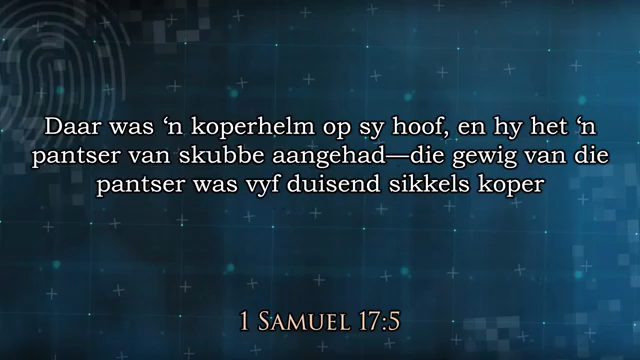 Daar was ‘n koperhelm op sy hoof, en hy het ‘n
pantser van skubbe aangehad—die gewig van die
pantser was vyf duisend sikkels koper
1 Samuel 17:5